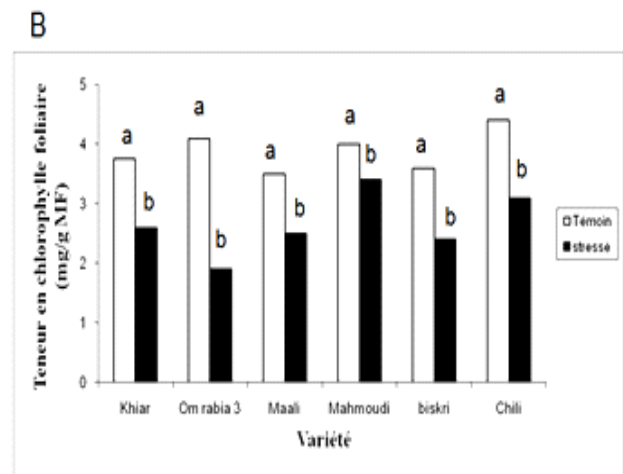 B
Teneur en chlorophylle foliaire
(mg/g MF)
5
4
3
2
1
0
a
b
a
b
a
b
a
b
a
b
a
b
Témoin
stresse
Khiar
Om rabia 3
Maali
Mahmoudi
biskri
Chili
Variété